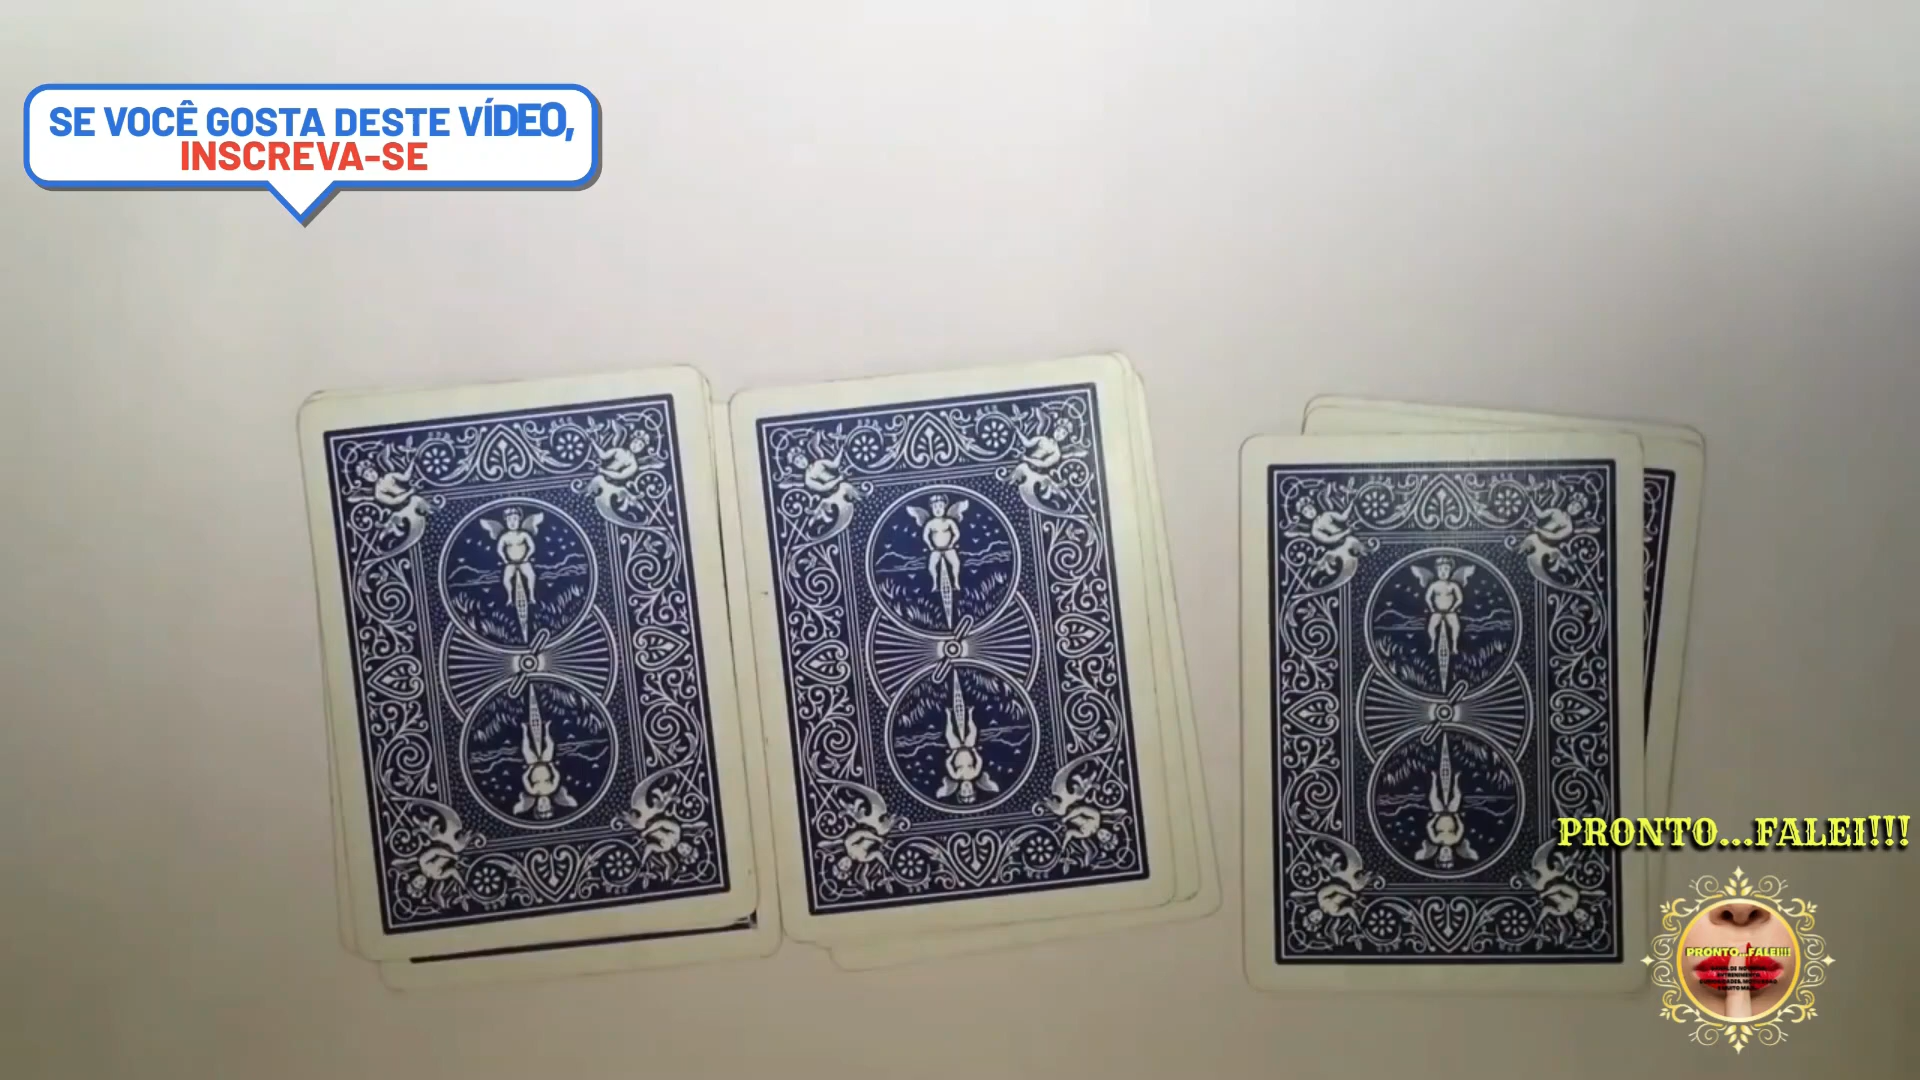 SE VOCÊ GOSTA DESTE VÍDEO,
INSCREVA-SE
PRONTO...FALEI!!!
PRONTO...FALEI!!!